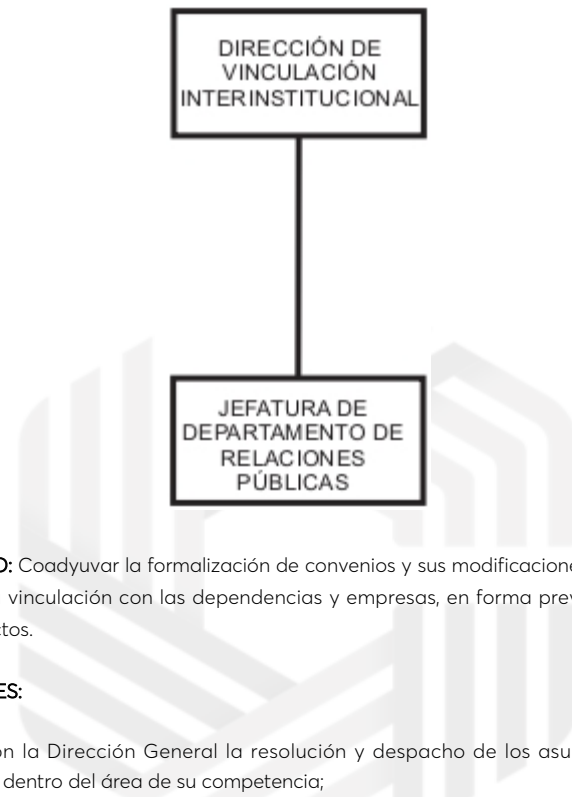 DIRECCIÓN DE
VINCULACIÓN
INTERINSTITUCIONAL
JEFATURA DE
DEPARTAMENTO DE
RELACIONES
PÚBLICAS
O: Coadyuvar la formalización de convenios y sus modificacione
vinculación con las dependencias y empresas, en forma prev
tos.
ES:
on la Dirección General la resolución y despacho de los asu
dentro del área de su competencia;